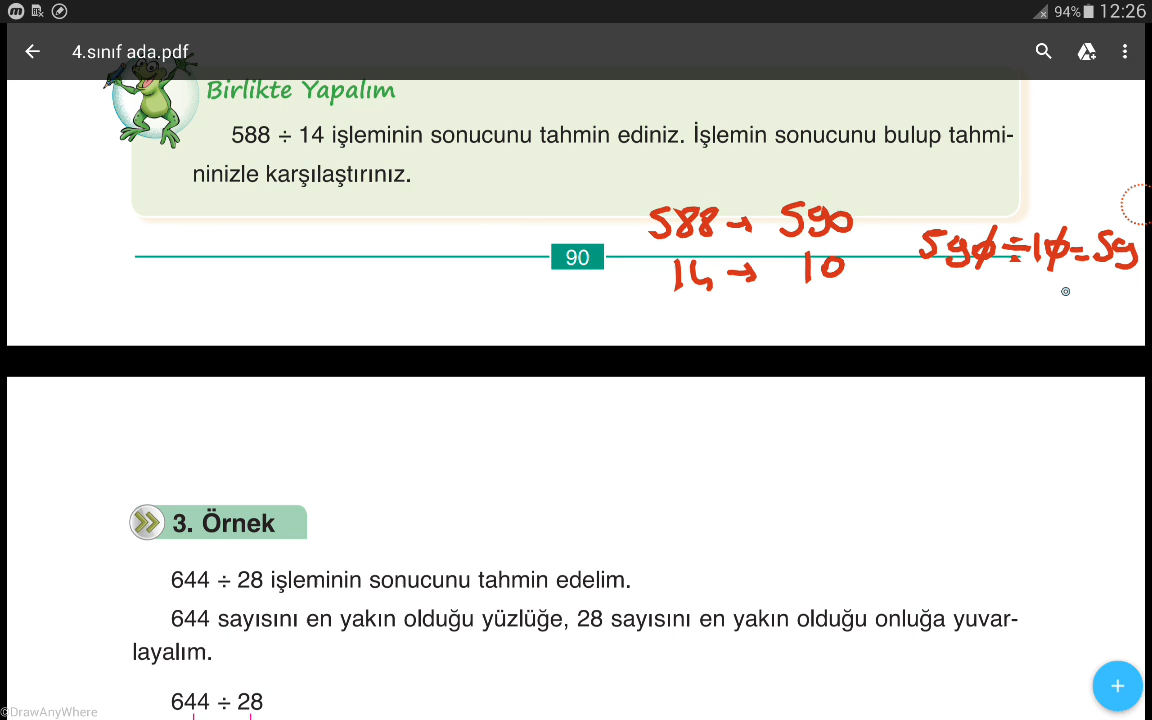 94% 12:26
4.sınıf ada.pdf
Birlikte Yapalım
588 ÷ 14 işleminin sonucunu tahmin ediniz. İşlemin sonucunu bulup tahmi-
ninizle karşılaştırınız.
588 → 590
590 ÷ 10 = 59
90
14 → 10
3. Örnek
644 ÷ 28 işleminin sonucunu tahmin edelim.
644 sayısını en yakın olduğu yüzlüğe, 28 sayısını en yakın olduğu onluğa yuvar-
layalım.
644 ÷ 28
©DrawAnyWhere